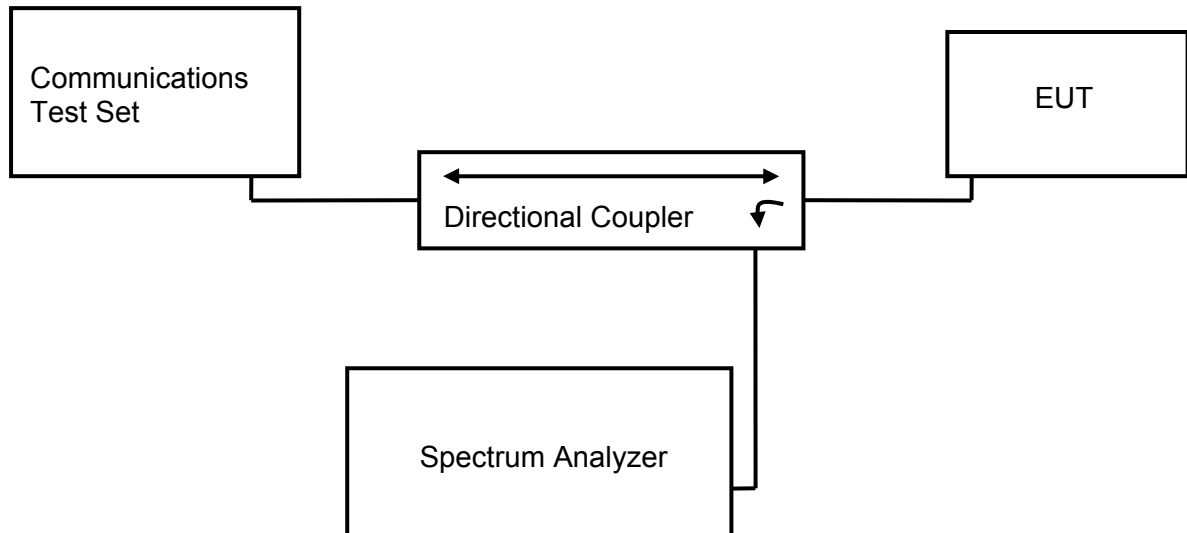 Communications
Test Set
EUT
Directional Coupler
Spectrum Analyzer